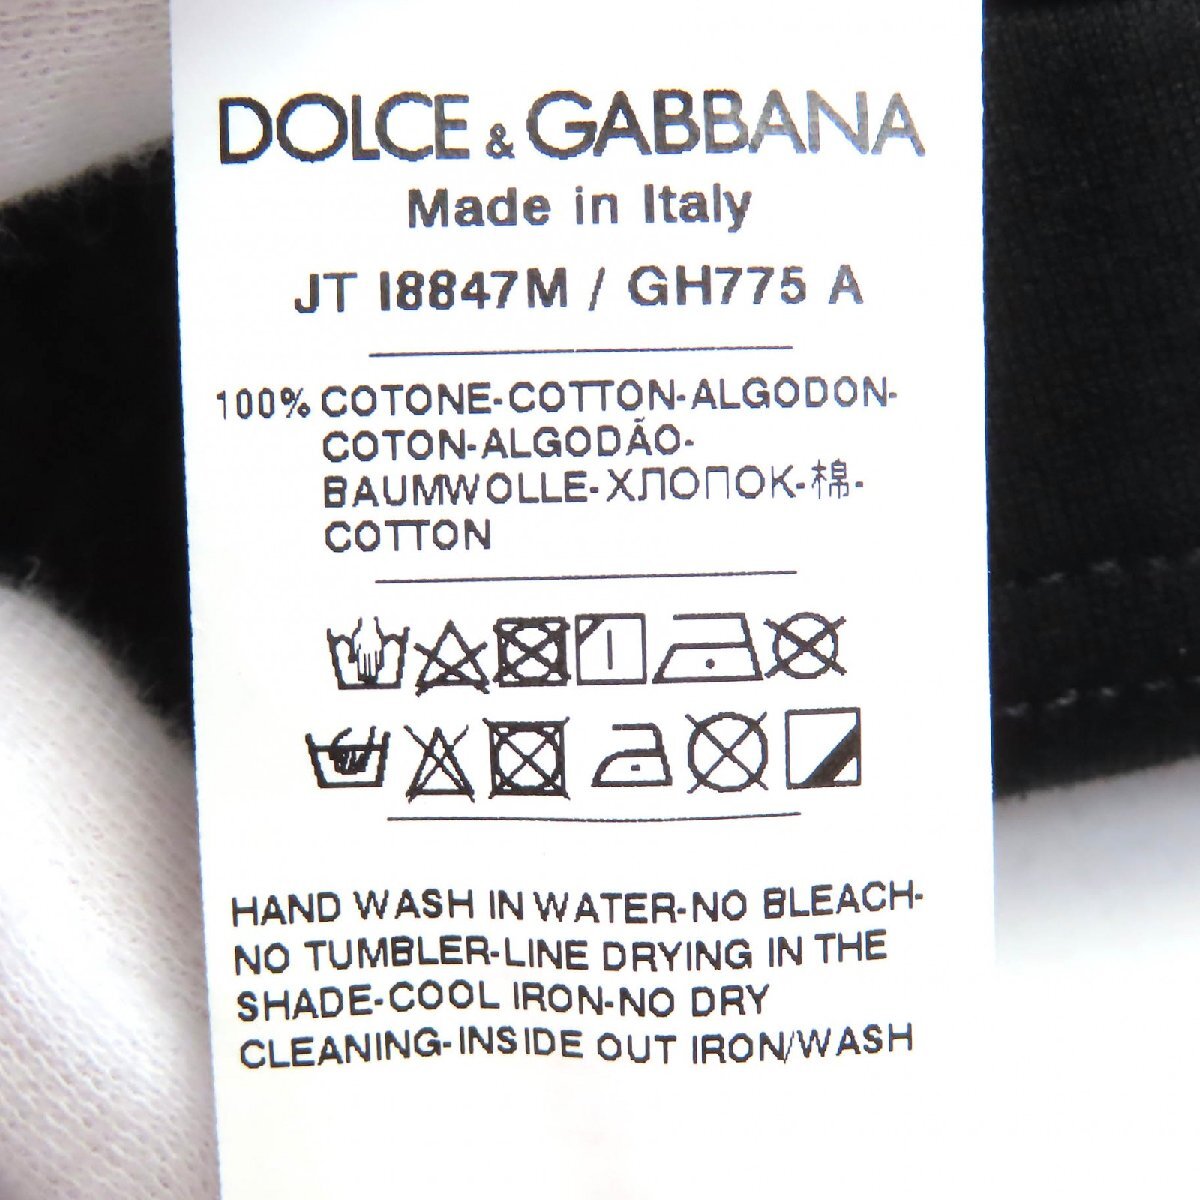 DOLCE & GABBANA
Made in Italy
JT I8847M / GH775 A
100% COTONE-COTTON-ALGODON-
COTON-ALGODÃO-
BAUMWOLLE-ХЛОПОК-棉-
COTTON
HAND WASH IN WATER-NO BLEACH-
NO TUMBLER-LINE DRYING IN THE
SHADE-COOL IRON-NO DRY
CLEANING-INSIDE OUT IRON/WASH